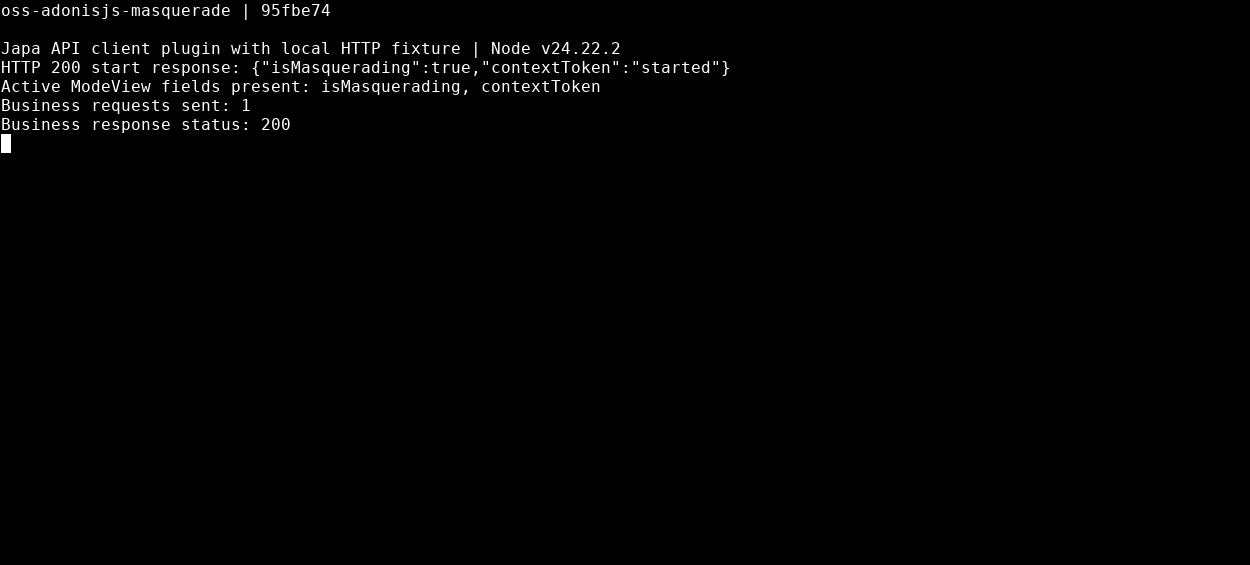 oss-adonisjs-masquerade | 95fbe74
Japa API client plugin with local HTTP fixture | Node v24.22.2
HTTP 200 start response: {"isMasquerading":true,"contextToken":"started"}
Active ModeView fields present: isMasquerading, contextToken
Business requests sent: 1
Business response status: 200